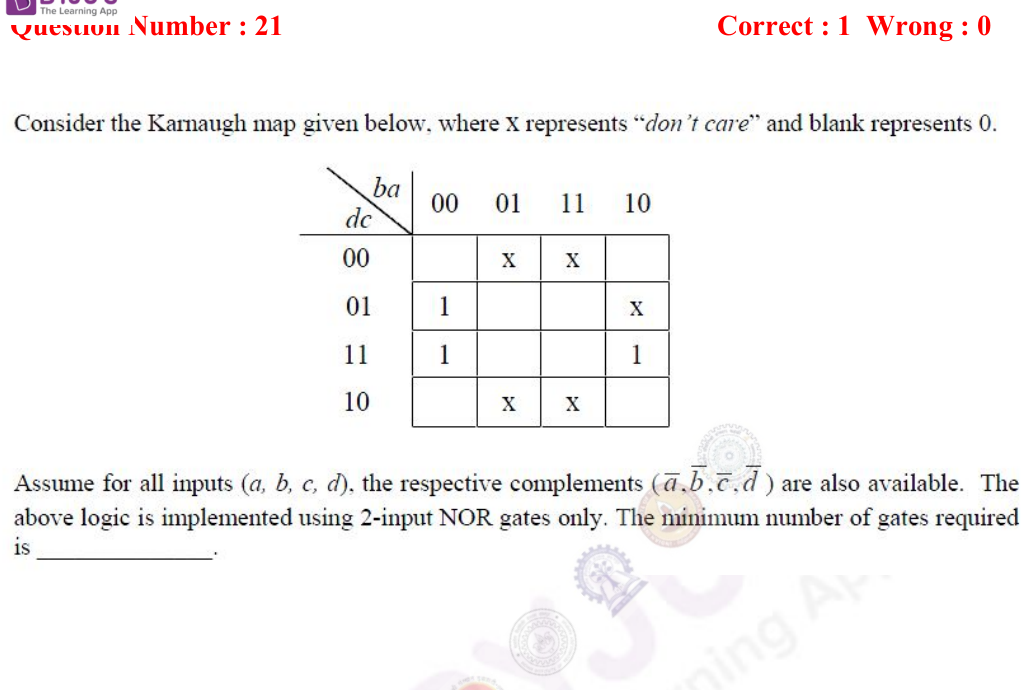 The Learning App
Question Number : 21 Correct : 1 Wrong : 0
Consider the Karnaugh map given below, where X represents “don’t care” and blank represents 0.
ba
dc
00 01 11 10
00 x x
01 1 x
11 1 1
10 x x
Assume for all inputs (a, b, c, d), the respective complements (a̅, b̅, c̅, d̅) are also available. The
above logic is implemented using 2-input NOR gates only. The minimum number of gates required
is _______________.